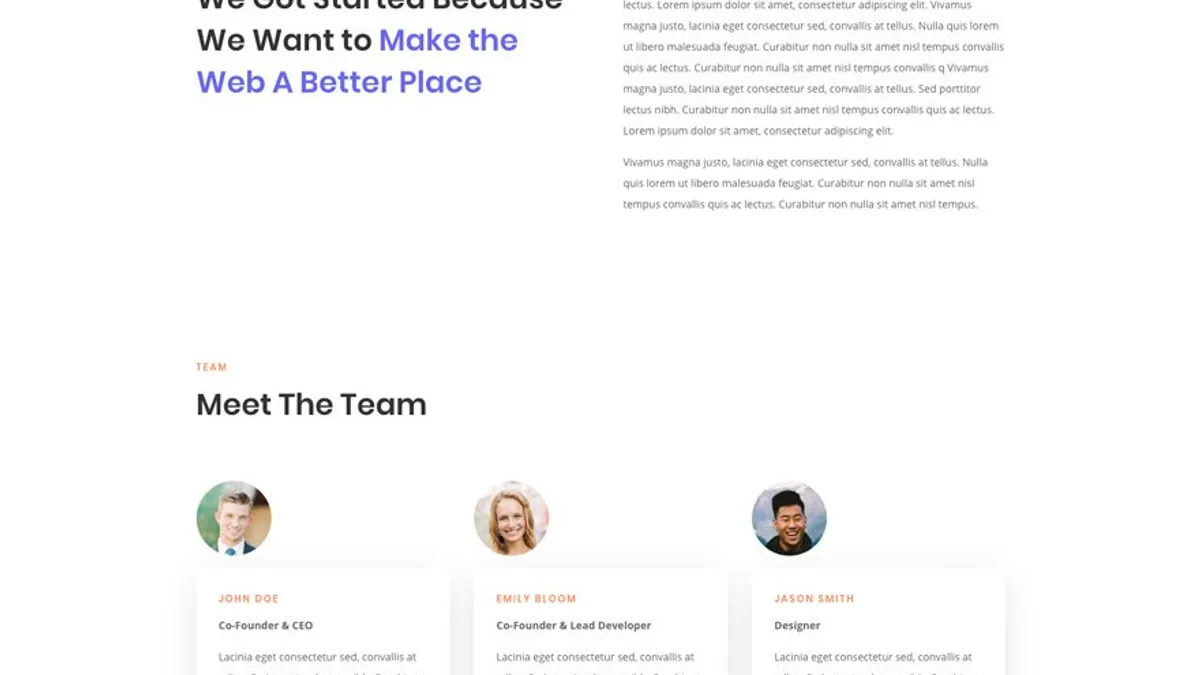 We Got Started Because
We Want to Make the
Web A Better Place
lectus. Lorem ipsum dolor sit amet, consectetur adipiscing elit. Vivamus
magna justo, lacinia eget consectetur sed, convallis at tellus. Nulla quis lorem
ut libero malesuada feugiat. Curabitur non nulla sit amet nisl tempus convallis
quis ac lectus. Curabitur non nulla sit amet nisl tempus convallis q Vivamus
magna justo, lacinia eget consectetur sed, convallis at tellus. Sed porttitor
lectus nibh. Curabitur non nulla sit amet nisl tempus convallis quis ac lectus.
Lorem ipsum dolor sit amet, consectetur adipiscing elit.
Vivamus magna justo, lacinia eget consectetur sed, convallis at tellus. Nulla
quis lorem ut libero malesuada feugiat. Curabitur non nulla sit amet nisl
tempus convallis quis ac lectus. Curabitur non nulla sit amet nisl tempus.
TEAM
Meet The Team
JOHN DOE
Co-Founder & CEO
Lacinia eget consectetur sed, convallis at
EMILY BLOOM
Co-Founder & Lead Developer
Lacinia eget consectetur sed, convallis at
JASON SMITH
Designer
Lacinia eget consectetur sed, convallis at